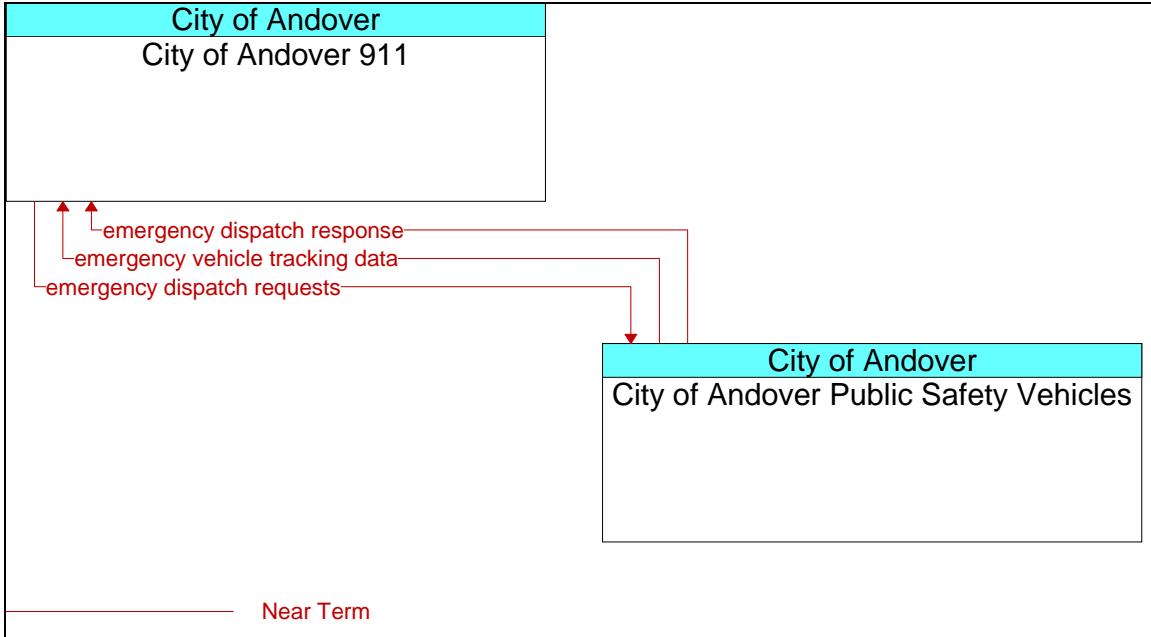 City of Andover
City of Andover 911
emergency dispatch response
emergency vehicle tracking data
emergency dispatch requests
City of Andover
City of Andover Public Safety Vehicles
Near Term